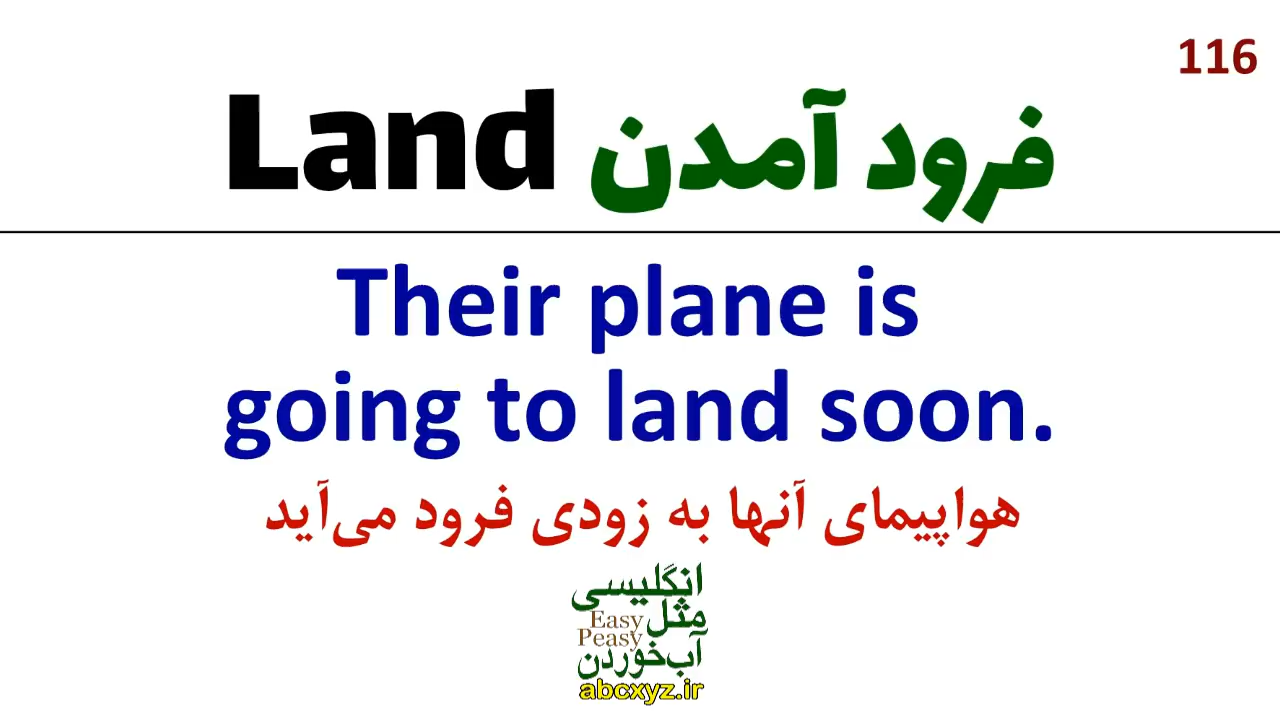 116
Land فرود آمدن
Their plane is
going to land soon.
هواپیمای آنها به زودی فرود می‌آید
انگلیسی
مثل
Easy
Peasy
آب‌خوردن
abcxyz.ir